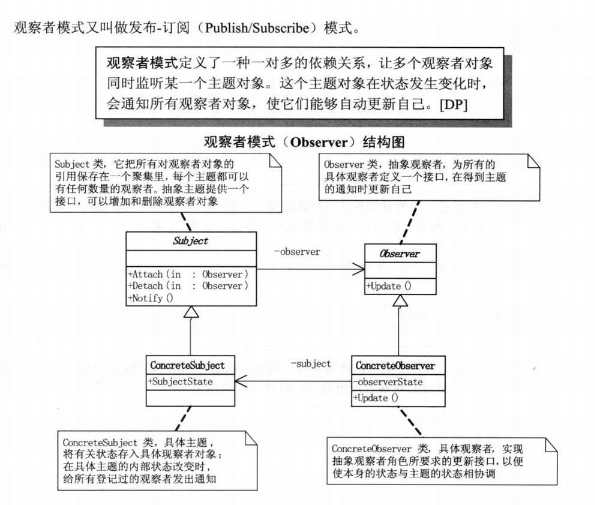 观察者模式又叫做发布-订阅（Publish/Subscribe）模式。
观察者模式定义了一种一对多的依赖关系，让多个观察者对象
同时监听某一个主题对象。这个主题对象在状态发生变化时，
会通知所有观察者对象，使它们能够自动更新自己。[DP]
观察者模式（Observer）结构图
Subject 类，它把所有对观察者对象的
引用保存在一个聚集里，每个主题都可以
有任何数量的观察者。抽象主题提供一个
接口，可以增加和删除观察者对象
Observer 类，抽象观察者，为所有的
具体观察者定义一个接口，在得到主题
的通知时更新自己
Subject
+Attach(in : Observer)
+Detach(in : Observer)
+Notify()
-observer
Observer
+Update()
ConcreteSubject
+SubjectState
-subject
ConcreteObserver
-observerState
+Update()
ConcreteSubject 类，具体主题，
将有关状态存入具体现察者对象；
在具体主题的内部状态改变时，
给所有登记过的观察者发出通知
ConcreteObserver 类，具体观察者，实现
抽象观察者角色所要求的更新接口，以便
使本身的状态与主题的状态相协调